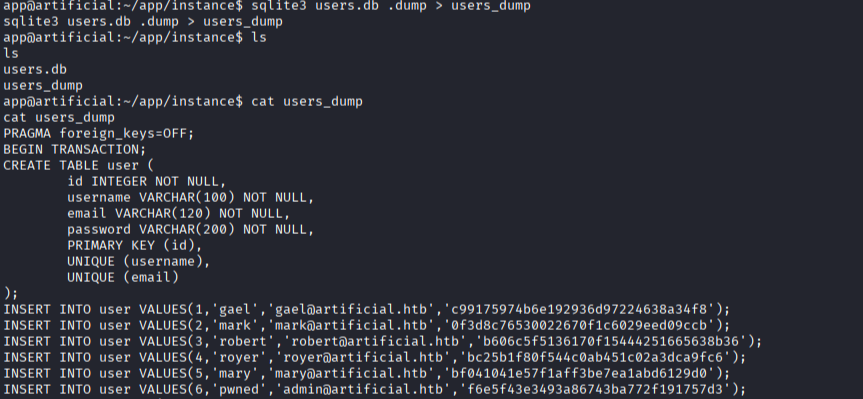 app@artificial:~/app/instance$ sqlite3 users.db .dump > users_dump
sqlite3 users.db .dump > users_dump
app@artificial:~/app/instance$ ls
ls
users.db
users_dump
app@artificial:~/app/instance$ cat users_dump
cat users_dump
PRAGMA foreign_keys=OFF;
BEGIN TRANSACTION;
CREATE TABLE user (
        id INTEGER NOT NULL,
        username VARCHAR(100) NOT NULL,
        email VARCHAR(120) NOT NULL,
        password VARCHAR(200) NOT NULL,
        PRIMARY KEY (id),
        UNIQUE (username),
        UNIQUE (email)
);
INSERT INTO user VALUES(1,'gael','gael@artificial.htb','c99175974b6e192936d97224638a34f8');
INSERT INTO user VALUES(2,'mark','mark@artificial.htb','0f3d8c76530022670f1c6029eed09ccb');
INSERT INTO user VALUES(3,'robert','robert@artificial.htb','b606c5f5136170f15444251665638b36');
INSERT INTO user VALUES(4,'royer','royer@artificial.htb','bc25b1f80f544c0ab451c02a3dca9fc6');
INSERT INTO user VALUES(5,'mary','mary@artificial.htb','bf041041e57f1aff3be7ea1abd6129d0');
INSERT INTO user VALUES(6,'pwned','admin@artificial.htb','f6e5f43e3493a86743ba772f191757d3');